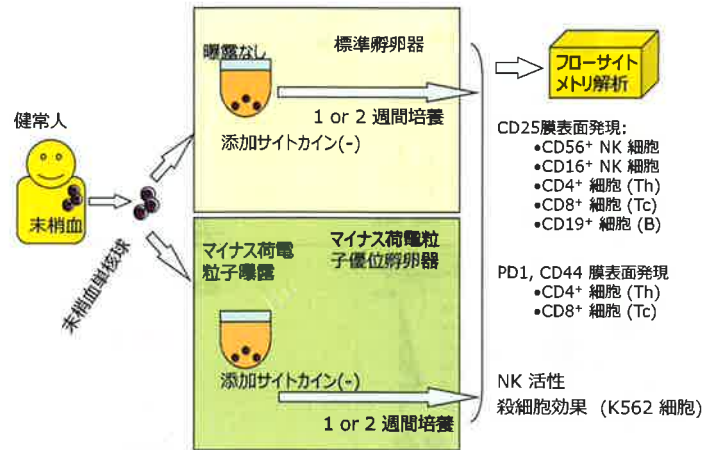 健常人
末梢血
末梢血単核球
曝露なし
標準孵卵器
1 or 2 週間培養
添加サイトカイン(-)
マイナス荷電
粒子曝露
マイナス荷電粒
子優位孵卵器
添加サイトカイン(-)
1 or 2 週間培養
フローサイト
メトリ解析
CD25膜表面発現:
•CD56⁺ NK 細胞
•CD16⁺ NK 細胞
•CD4⁺ 細胞 (Th)
•CD8⁺ 細胞 (Tc)
•CD19⁺ 細胞 (B)
PD1, CD44 膜表面発現
•CD4⁺ 細胞 (Th)
•CD8⁺ 細胞 (Tc)
NK 活性
殺細胞効果 (K562 細胞)